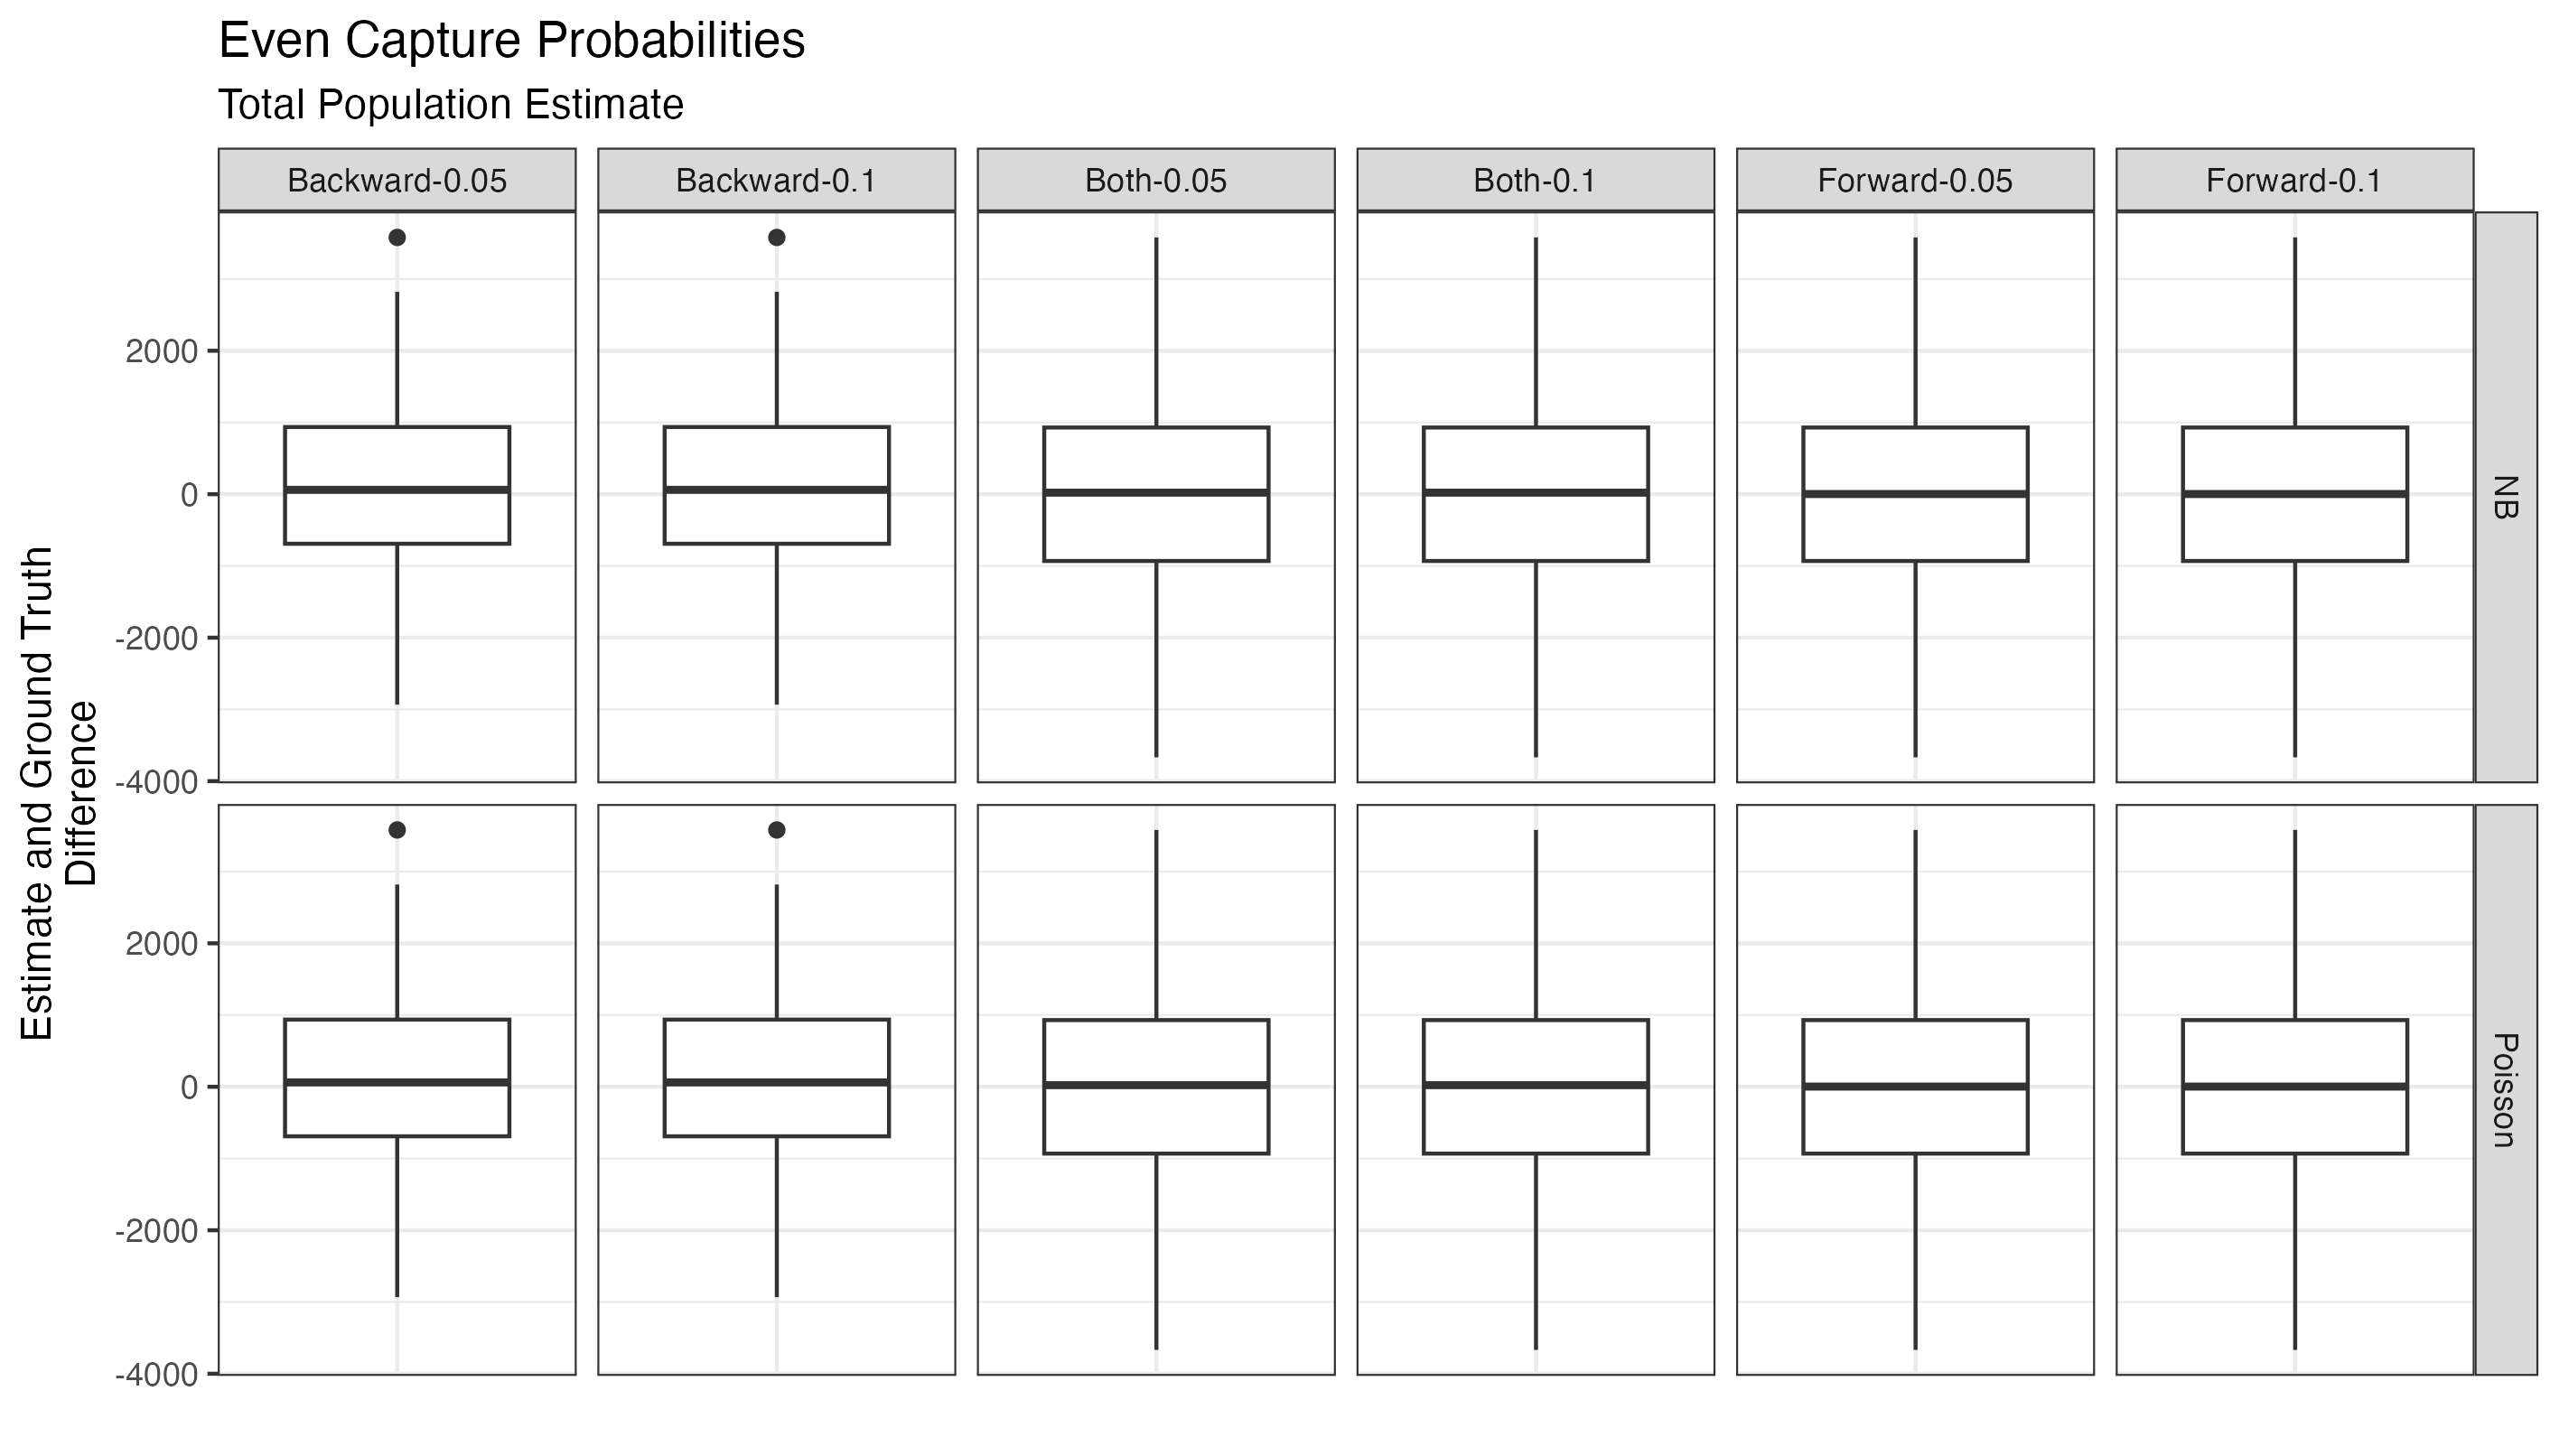 Even Capture Probabilities
Total Population Estimate
Backward-0.05
Backward-0.1
Both-0.05
Both-0.1
Forward-0.05
Forward-0.1
Estimate and Ground Truth
Difference
2000
0
-2000
-4000
NB
2000
0
-2000
-4000
Poisson